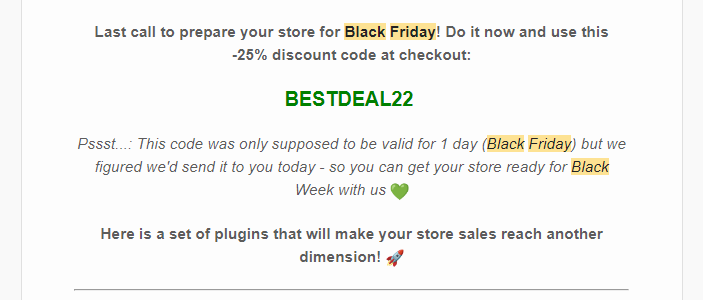 Last call to prepare your store for Black Friday! Do it now and use this
-25% discount code at checkout:
BESTDEAL22
Pssst...: This code was only supposed to be valid for 1 day (Black Friday) but we
figured we'd send it to you today - so you can get your store ready for Black
Week with us 💚
Here is a set of plugins that will make your store sales reach another
dimension! 🚀